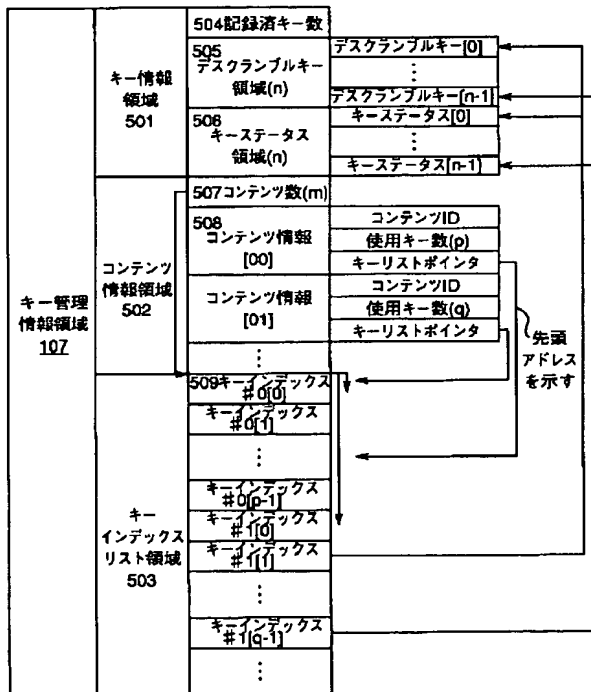 キー管理
情報領域
107
キー情報
領域
501
504記録済キー数
505
デスクランブルキー
領域(n)
デスクランブルキー[0]
⋮
デスクランブルキー[n-1]
506
キーステータス
領域(n)
キーステータス[0]
⋮
キーステータス[n-1]
コンテンツ
情報領域
502
507コンテンツ数(m)
508
コンテンツ情報
[00]
コンテンツID
使用キー数(p)
キーリストポインタ
コンテンツ情報
[01]
コンテンツID
使用キー数(q)
キーリストポインタ
⋮
先頭
アドレス
を示す
キー
インデックス
リスト領域
503
509キーインデックス
#0[0]
キーインデックス
#0[1]
⋮
キーインデックス
#0[p-1]
キーインデックス
#1[0]
キーインデックス
#1[1]
⋮
キーインデックス
#1[q-1]
⋮